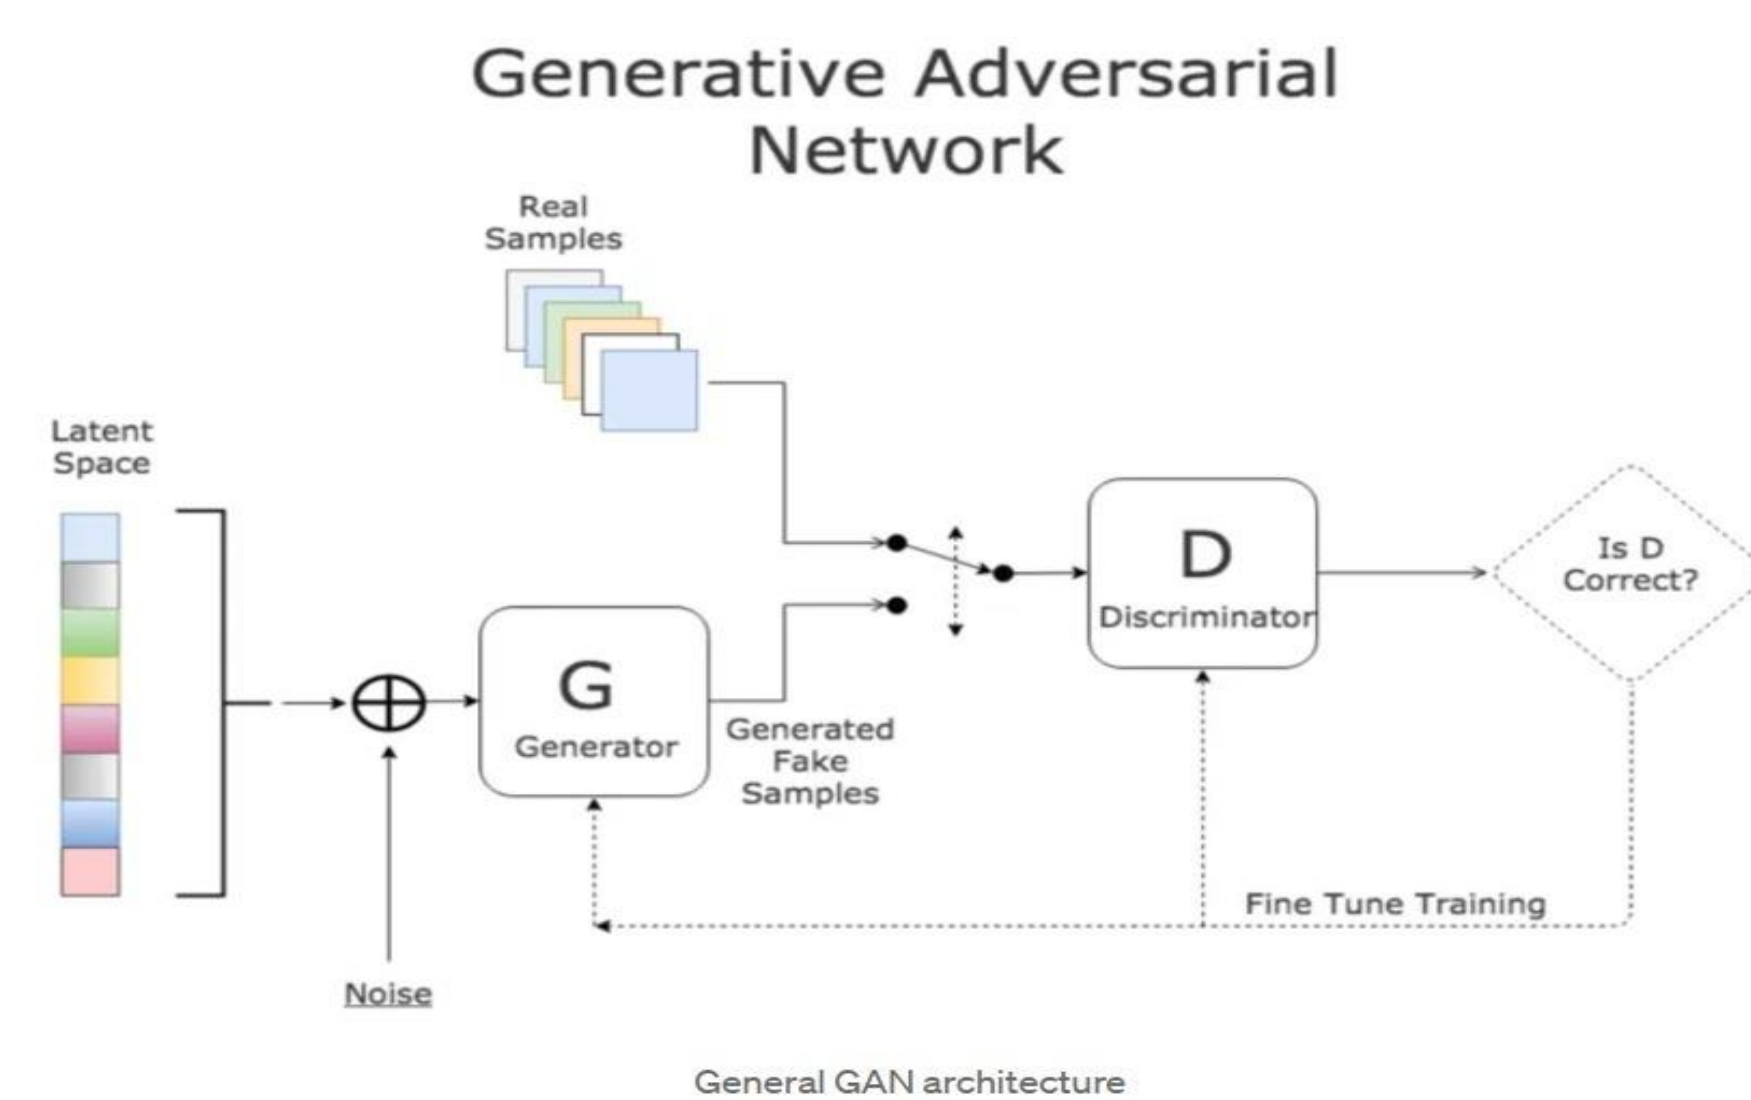 Generative Adversarial
Network
Real
Samples
Latent
Space
Is D
Correct?
D
Discriminator
G
Generator
Generated
Fake
Samples
Fine Tune Training
Noise
General GAN architecture